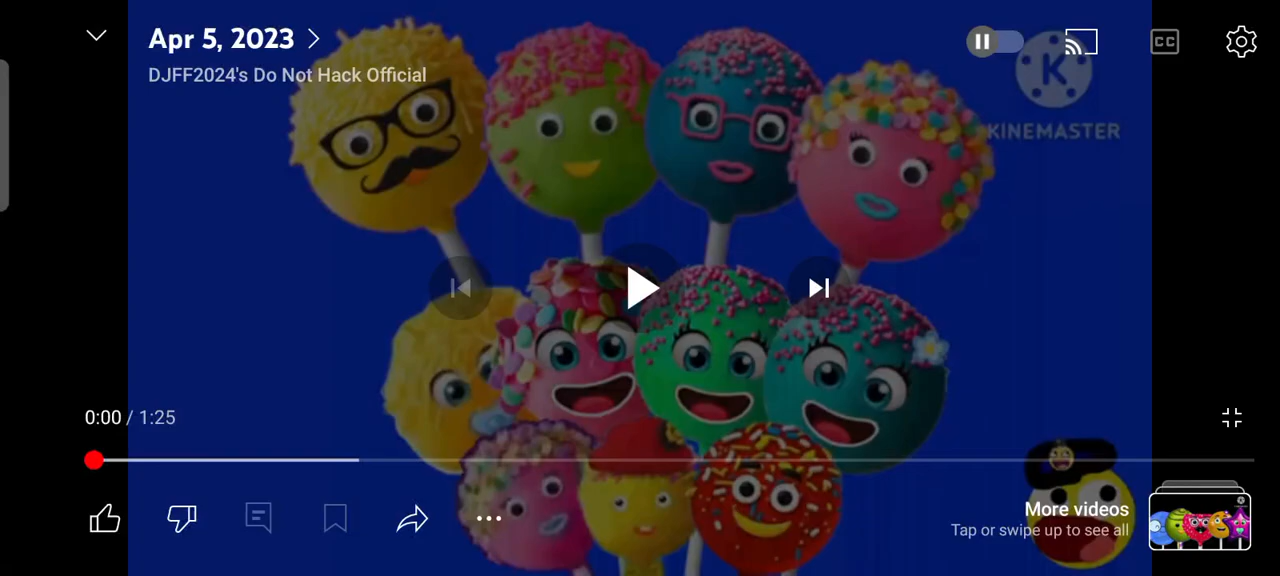 Apr 5, 2023
DJFF2024's Do Not Hack Official
CC
K
KINEMASTER
0:00 / 1:25
More videos
Tap or swipe up to see all